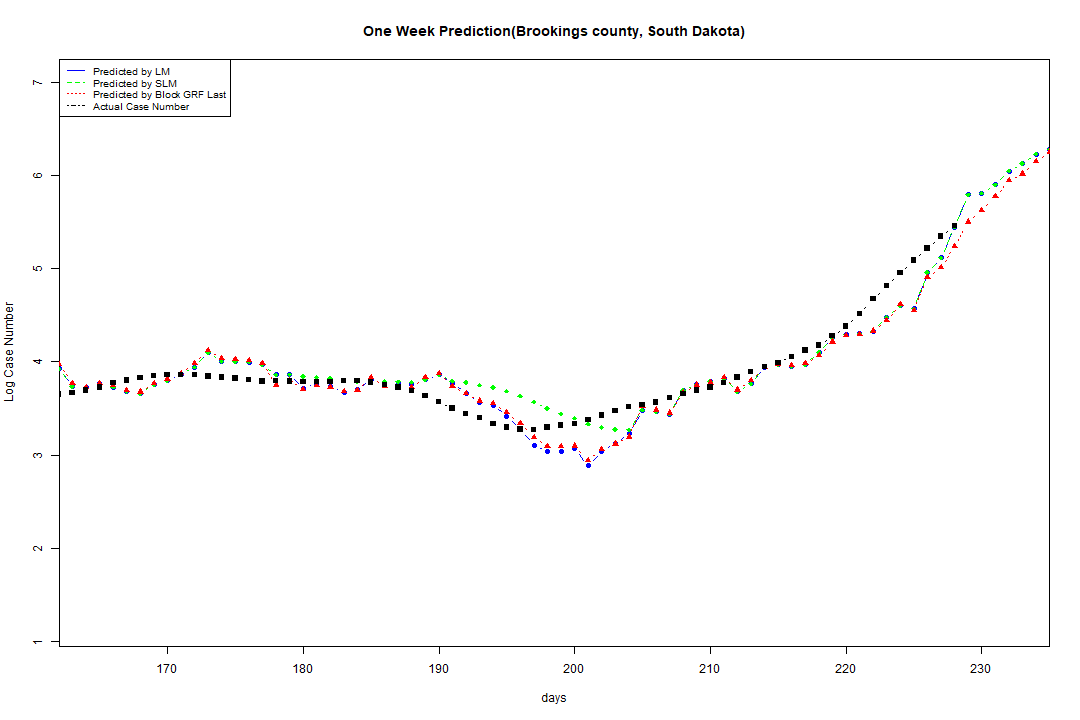 One Week Prediction(Brookings county, South Dakota)
Predicted by LM
Predicted by SLM
Predicted by Block GRF Last
Actual Case Number
7
6
5
4
3
2
1
Log Case Number
170 180 190 200 210 220 230
days